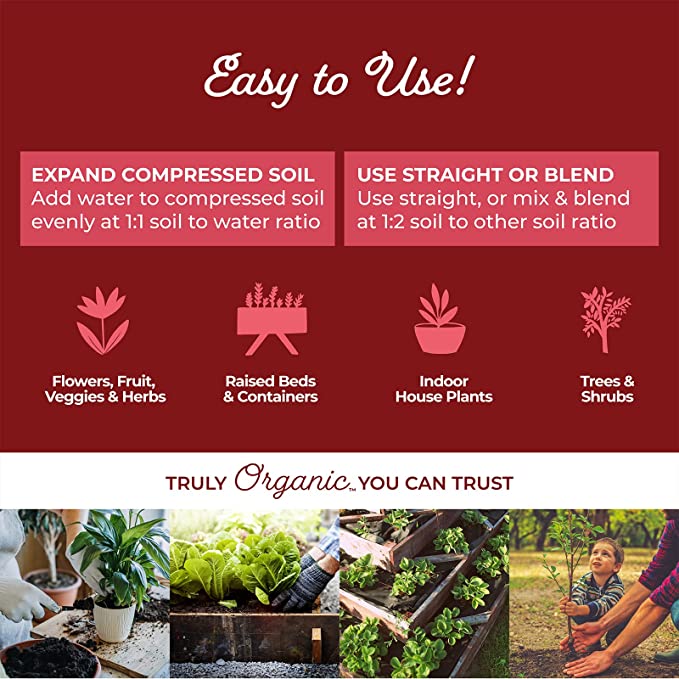 Easy to Use!
EXPAND COMPRESSED SOIL
Add water to compressed soil
evenly at 1:1 soil to water ratio
USE STRAIGHT OR BLEND
Use straight, or mix & blend
at 1:2 soil to other soil ratio
Flowers, Fruit,
Veggies & Herbs
Raised Beds
& Containers
Indoor
House Plants
Trees &
Shrubs
TRULY Organic™ YOU CAN TRUST